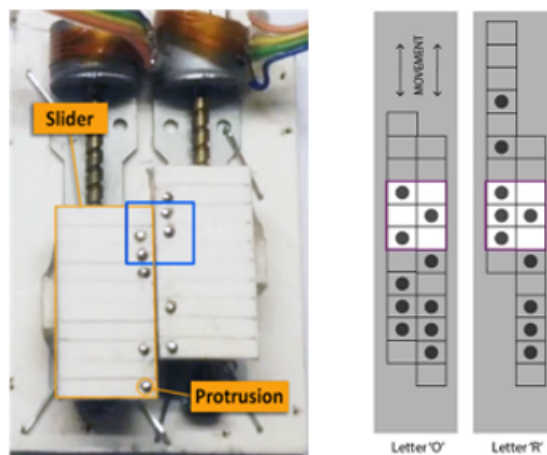 Slider
Protrusion
MOVEMENT
Letter 'O'
Letter 'R'